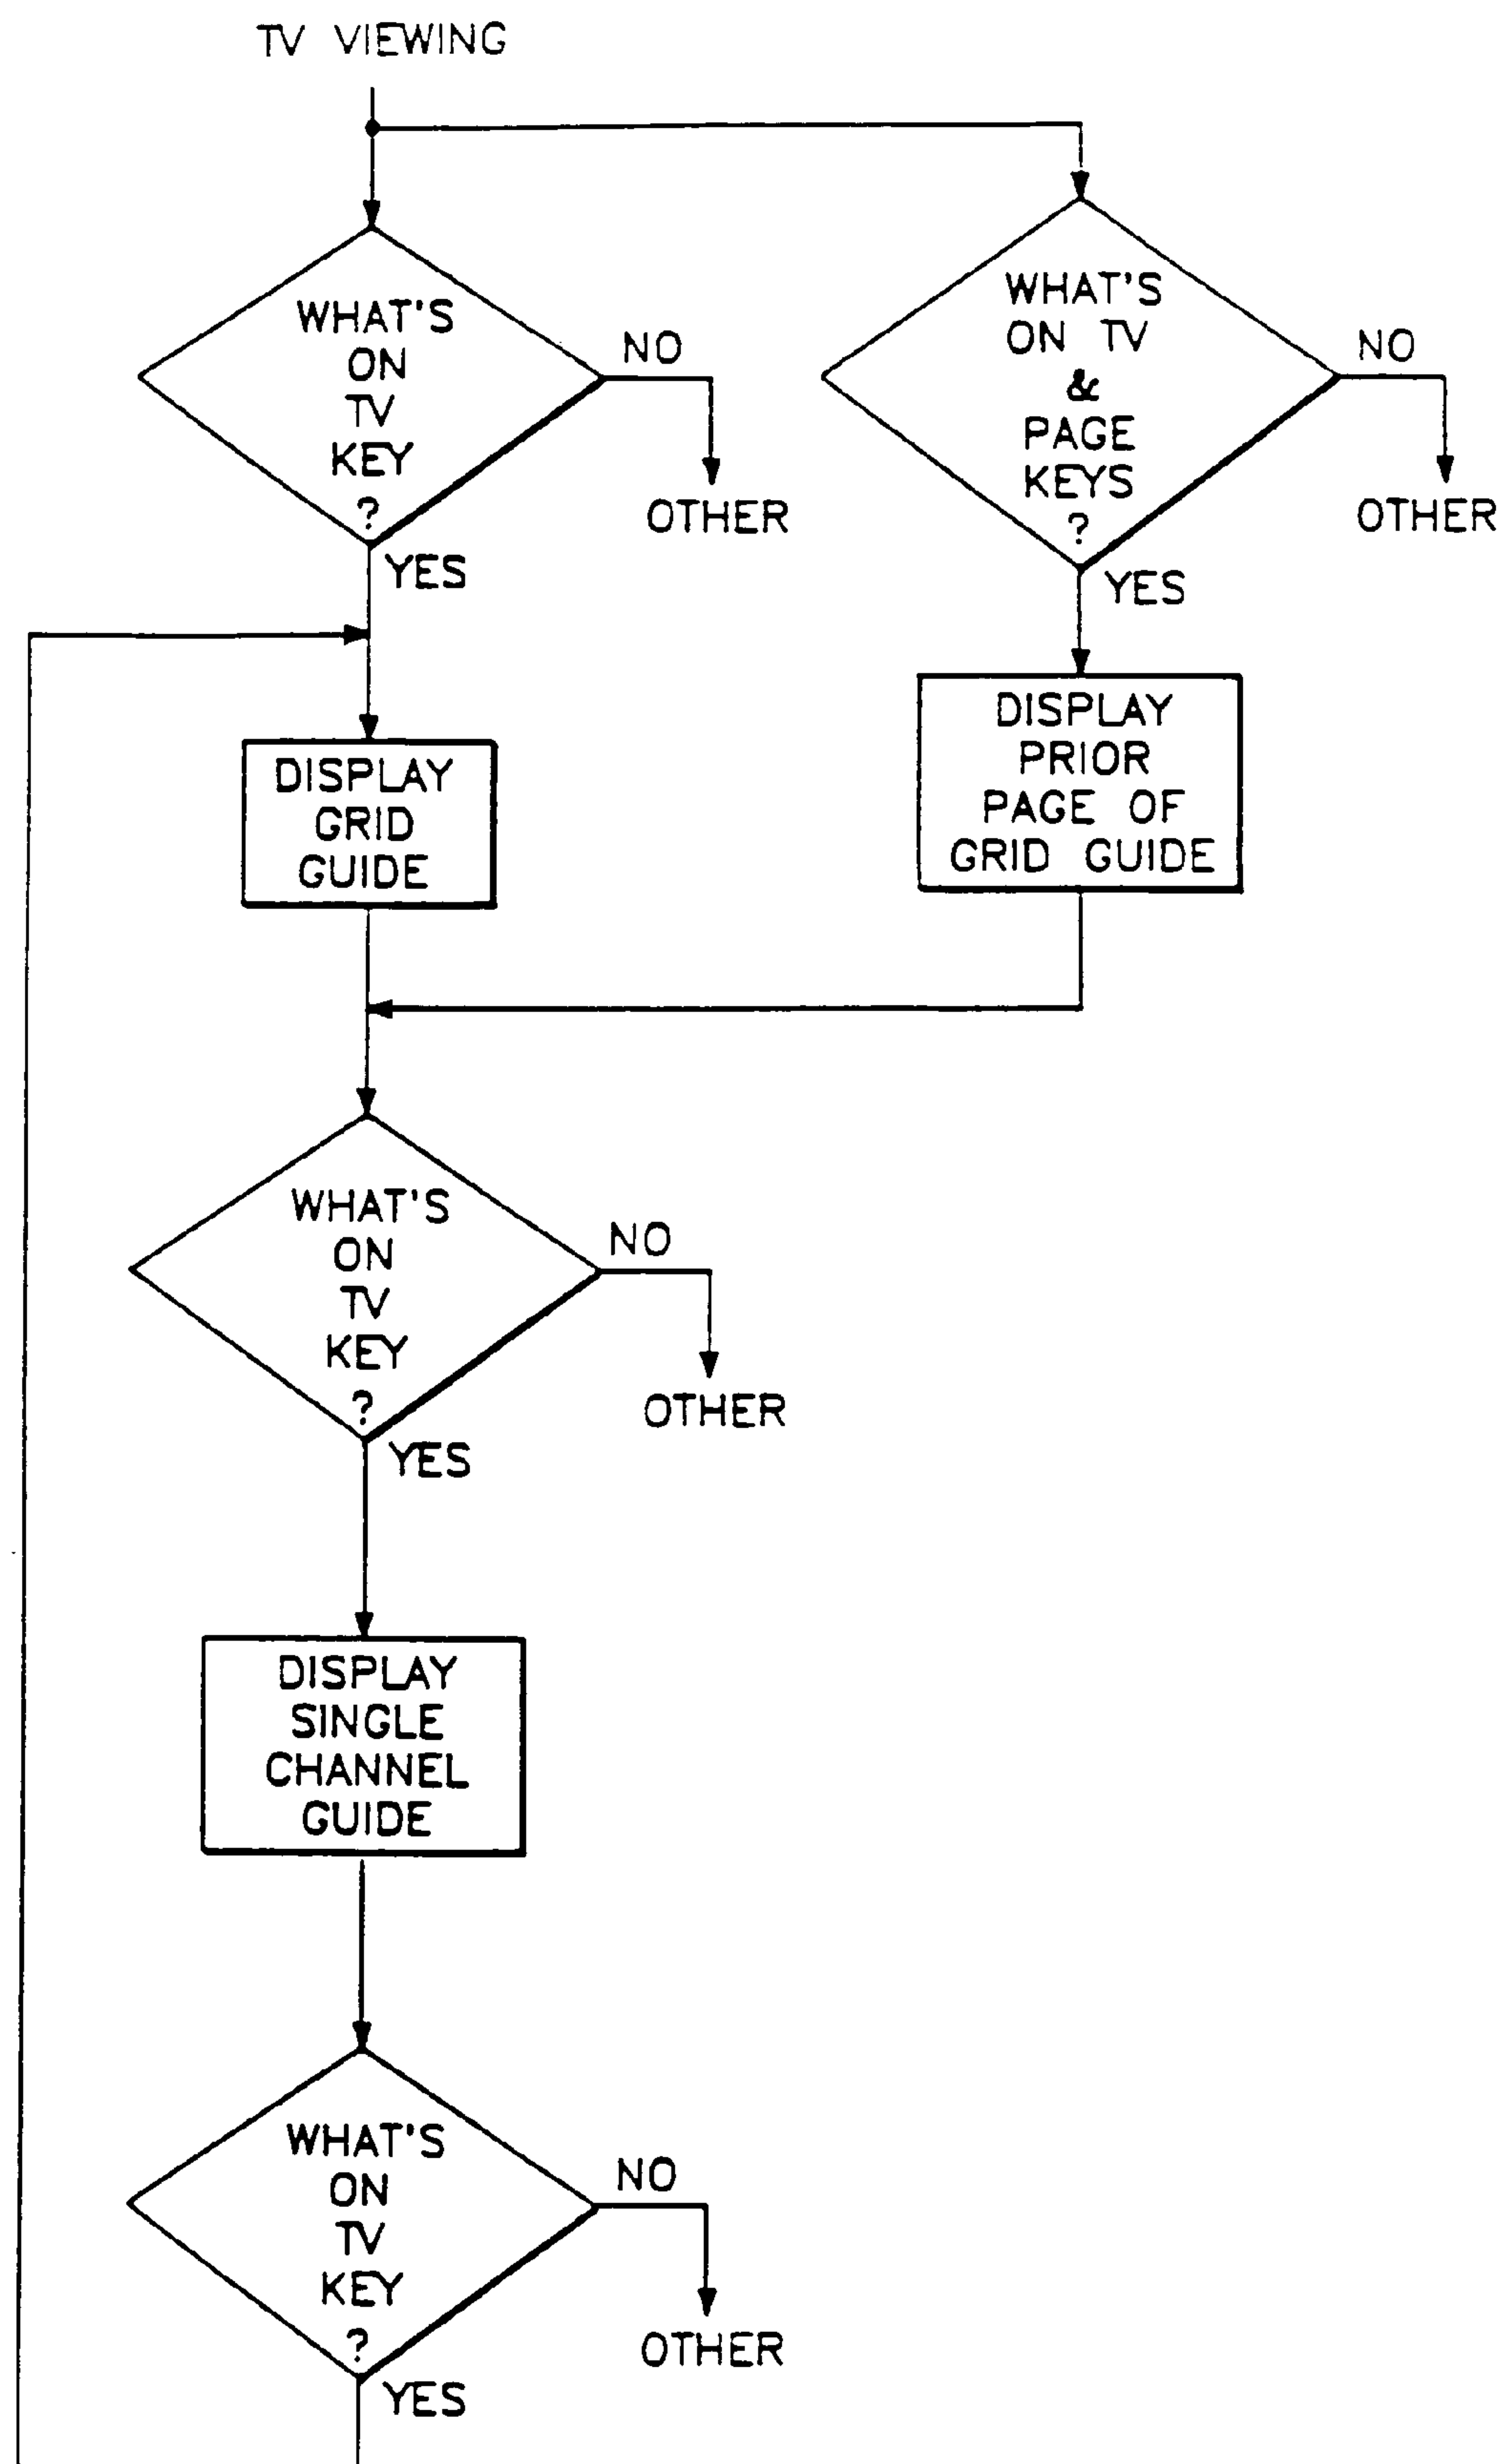 TV VIEWING
WHAT'S
ON
TV
KEY
?
NO
OTHER
YES
WHAT'S
ON TV
&
PAGE
KEYS
?
NO
OTHER
YES
DISPLAY
GRID
GUIDE
DISPLAY
PRIOR
PAGE OF
GRID GUIDE
WHAT'S
ON
TV
KEY
?
NO
OTHER
YES
DISPLAY
SINGLE
CHANNEL
GUIDE
WHAT'S
ON
TV
KEY
?
NO
OTHER
YES